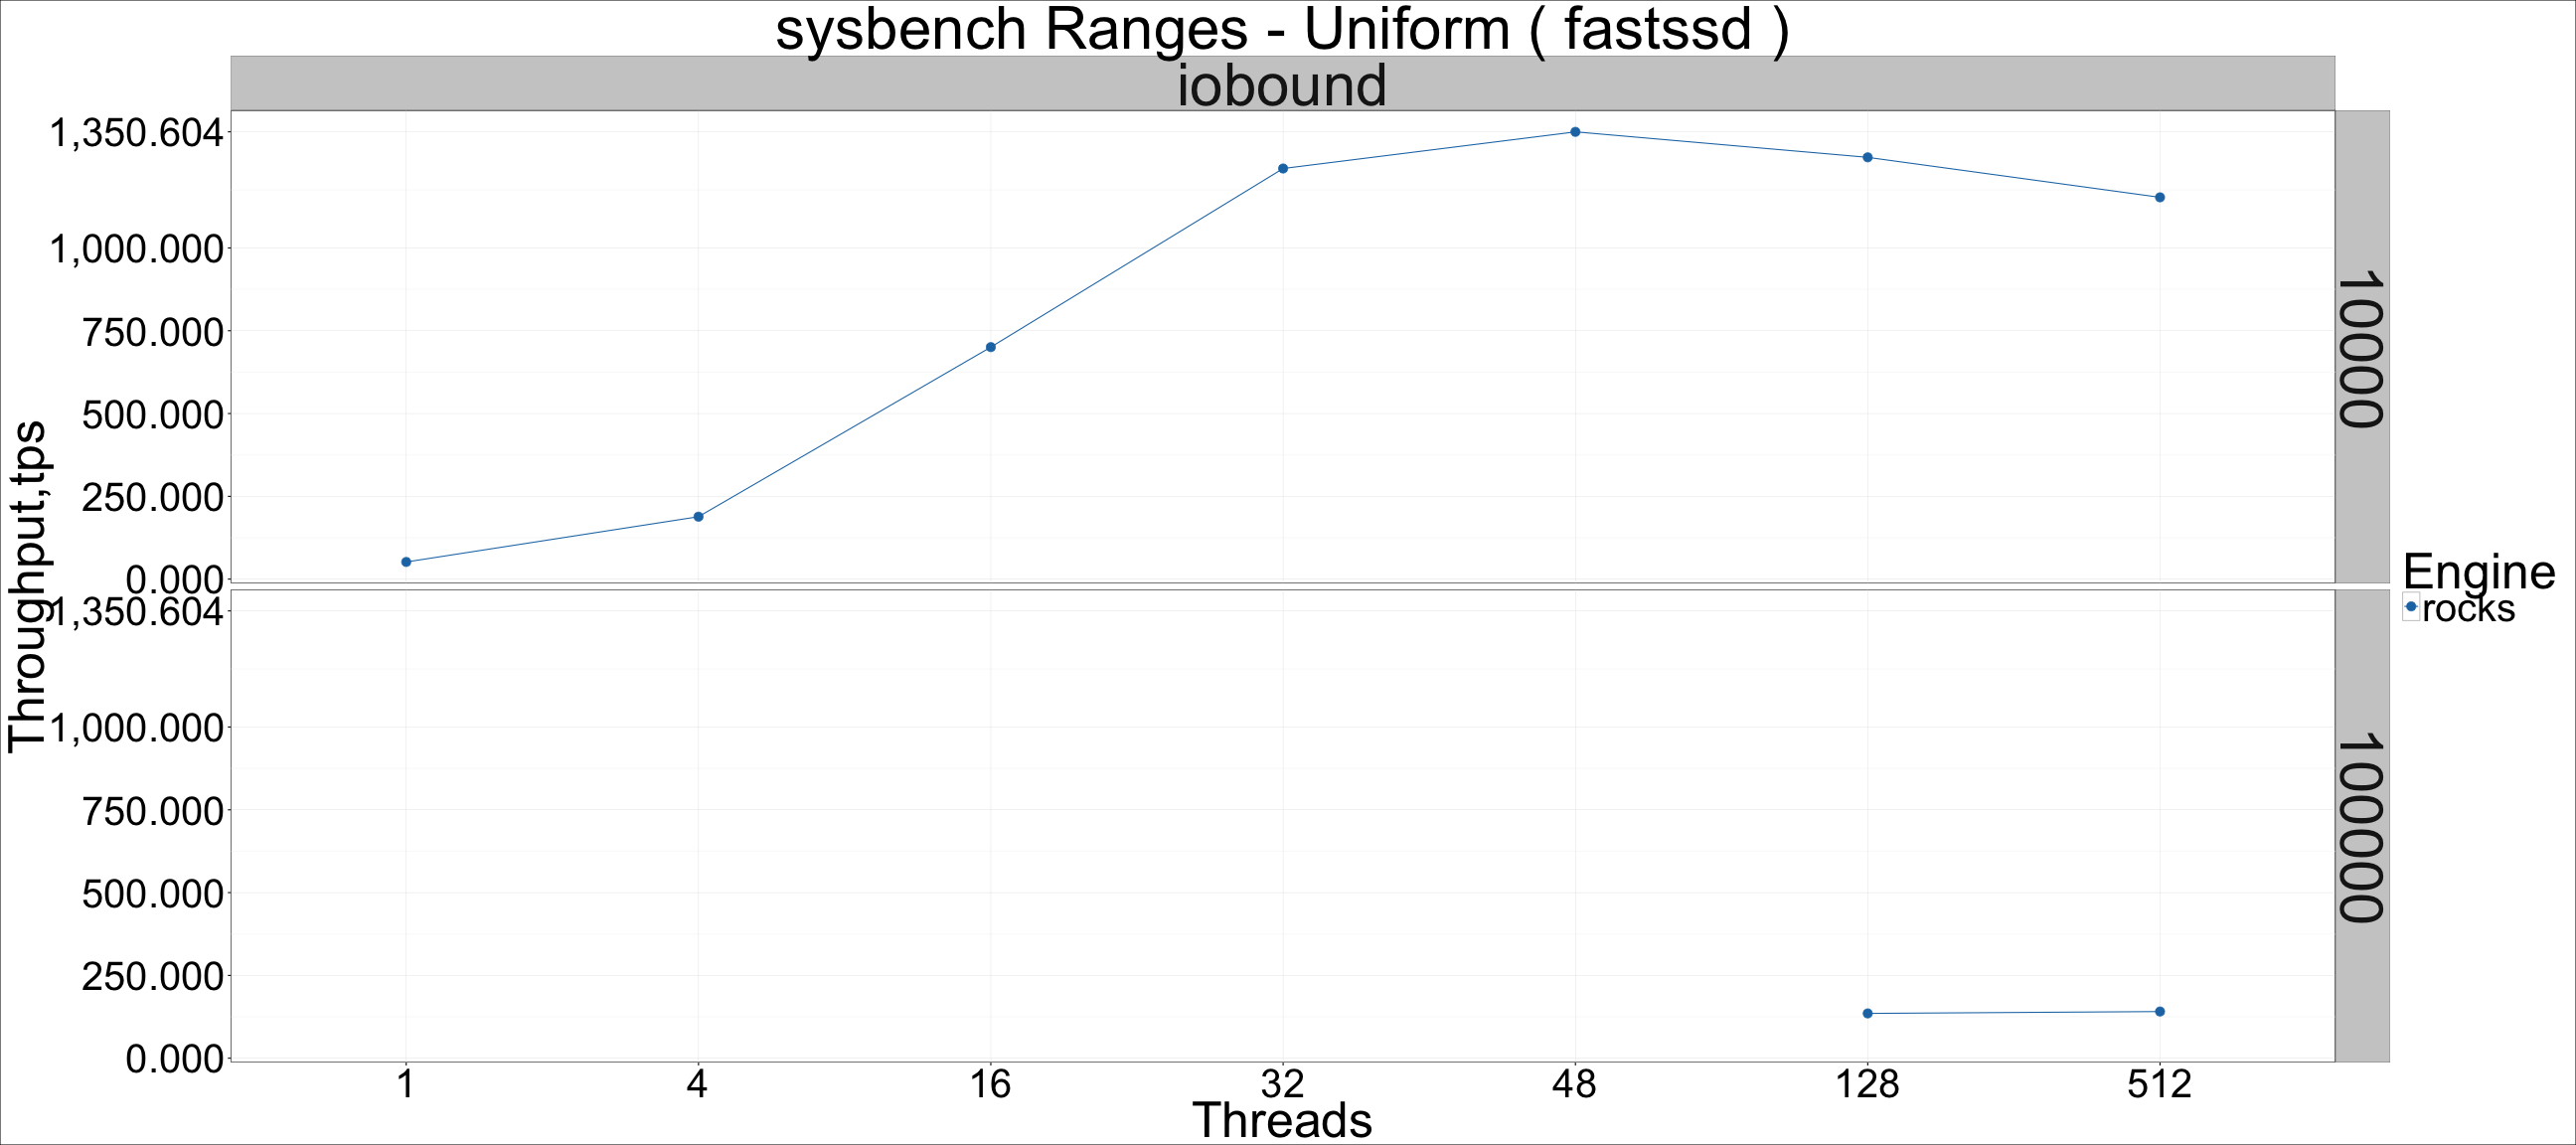 sysbench Ranges - Uniform ( fastssd )
iobound
1,350.604
1,000.000
750.000
500.000
250.000
0.000
10000
1,350.604
1,000.000
750.000
500.000
250.000
0.000
100000
Throughput,tps
1 4 16 32 48 128 512
Threads
Engine
rocks